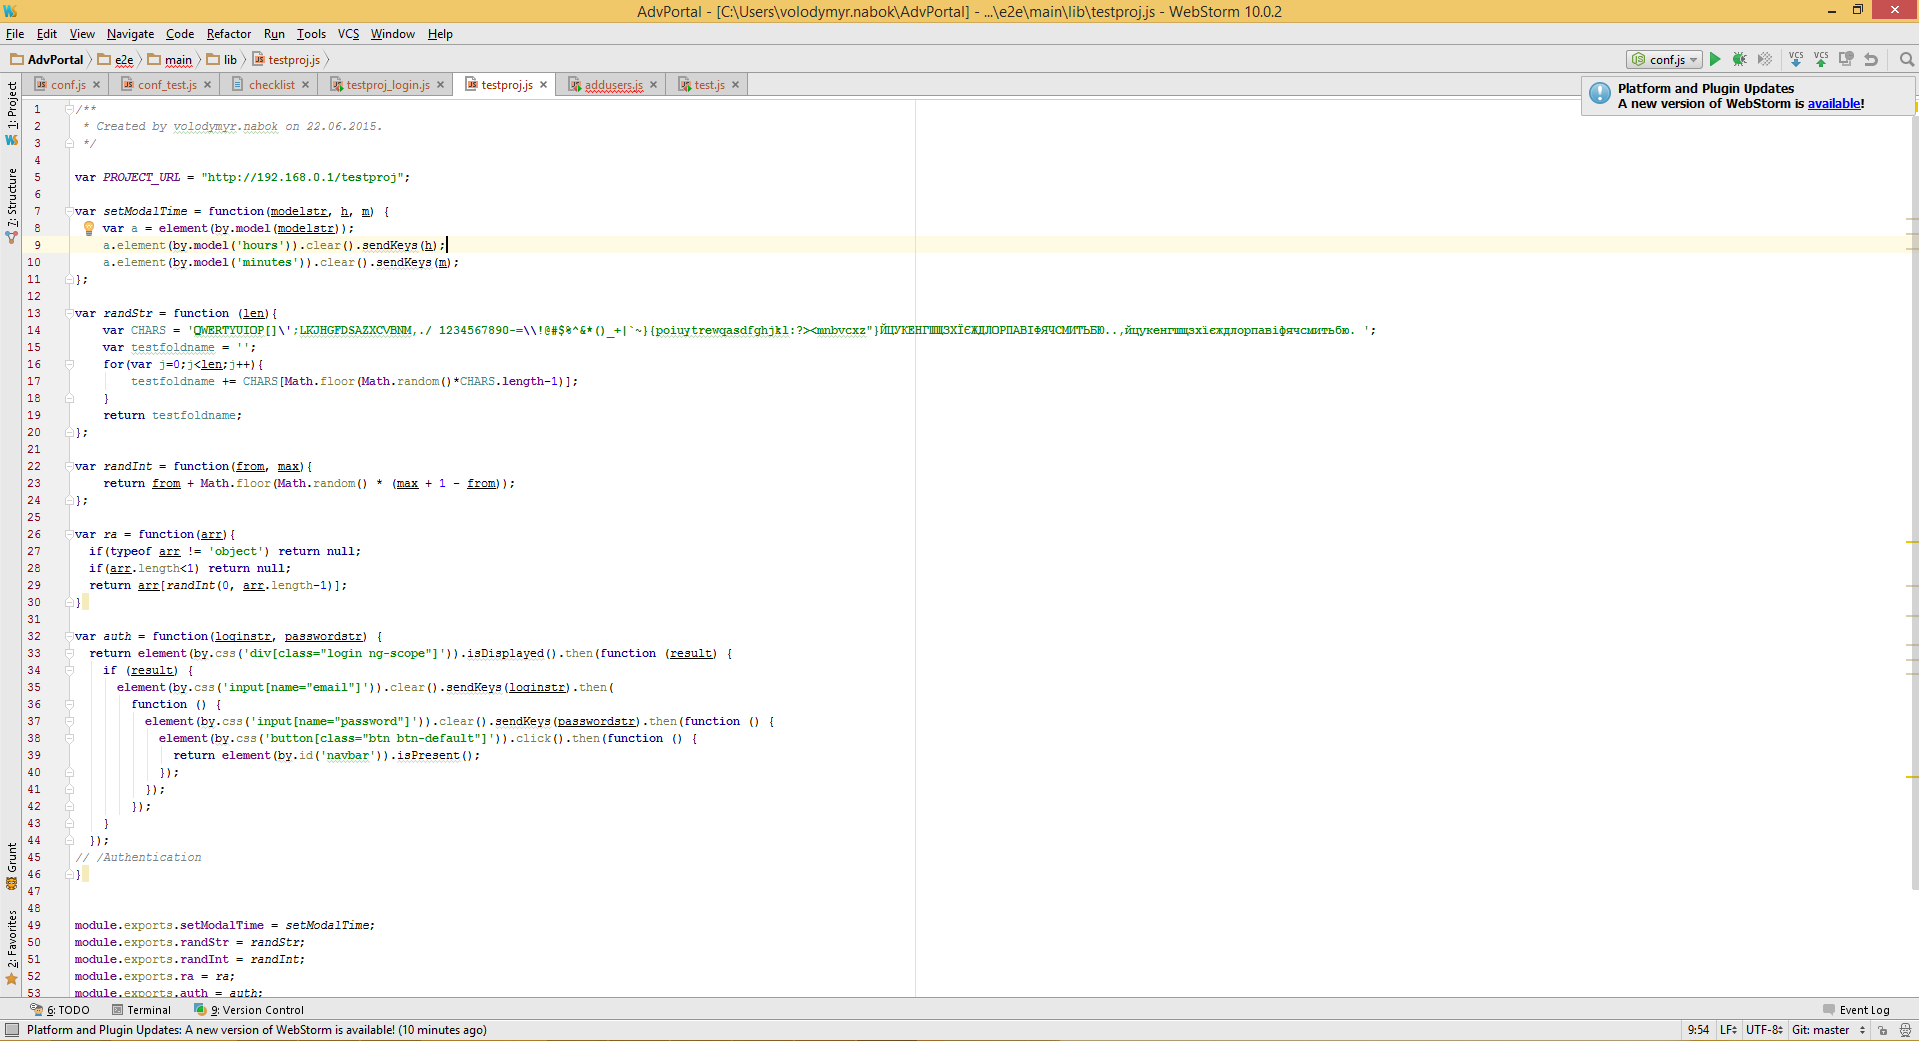 AdvPortal - [C:\Users\volodymyr.nabok\AdvPortal] - ...\e2e\main\lib\testproj.js - WebStorm 10.0.2
File Edit View Navigate Code Refactor Run Tools VCS Window Help
AdvPortal e2e main lib testproj.js
conf.js
VCS VCS
conf.js conf_test.js checklist testproj_login.js testproj.js addusers.js test.js
Platform and Plugin Updates
A new version of WebStorm is available!
1: Project
7: Structure
Grunt
2: Favorites
1 /**
2 * Created by volodymyr.nabok on 22.06.2015.
3 */
4
5 var PROJECT_URL = "http://192.168.0.1/testproj";
6
7 var setModalTime = function(modelstr, h, m) {
8 var a = element(by.model(modelstr));
9 a.element(by.model('hours')).clear().sendKeys(h);
10 a.element(by.model('minutes')).clear().sendKeys(m);
11 };
12
13 var randStr = function (len){
14 var CHARS = 'QWERTYUIOP[]\';LKJHGFDSAZXCVBNM,./ 1234567890-=\\!@#$%^&*()_+|`~}{poiuytrewqasdfghjkl:?><mnbvcxz"}ЙЦУКЕНГШЩЗХЇЄЖДЛОРПАВІФЯЧСМИТЬБЮ..,йцукенгшщзхїєждлорпавіфячсмитьбю. ';
15 var testfoldname = '';
16 for(var j=0;j<len;j++){
17 testfoldname += CHARS[Math.floor(Math.random()*CHARS.length-1)];
18 }
19 return testfoldname;
20 };
21
22 var randInt = function(from, max){
23 return from + Math.floor(Math.random() * (max + 1 - from));
24 };
25
26 var ra = function(arr){
27 if(typeof arr != 'object') return null;
28 if(arr.length<1) return null;
29 return arr[randInt(0, arr.length-1)];
30 }
31
32 var auth = function(loginstr, passwordstr) {
33 return element(by.css('div[class="login ng-scope"]')).isDisplayed().then(function (result) {
34 if (result) {
35 element(by.css('input[name="email"]')).clear().sendKeys(loginstr).then(
36 function () {
37 element(by.css('input[name="password"]')).clear().sendKeys(passwordstr).then(function () {
38 element(by.css('button[class="btn btn-default"]')).click().then(function () {
39 return element(by.id('navbar')).isPresent();
40 });
41 });
42 });
43 }
44 });
45 // /Authentication
46 }
47
48
49 module.exports.setModalTime = setModalTime;
50 module.exports.randStr = randStr;
51 module.exports.randInt = randInt;
52 module.exports.ra = ra;
53 module.exports.auth = auth;
6: TODO Terminal 9: Version Control Event Log
Platform and Plugin Updates: A new version of WebStorm is available! (10 minutes ago) 9:54 LF UTF-8 Git: master